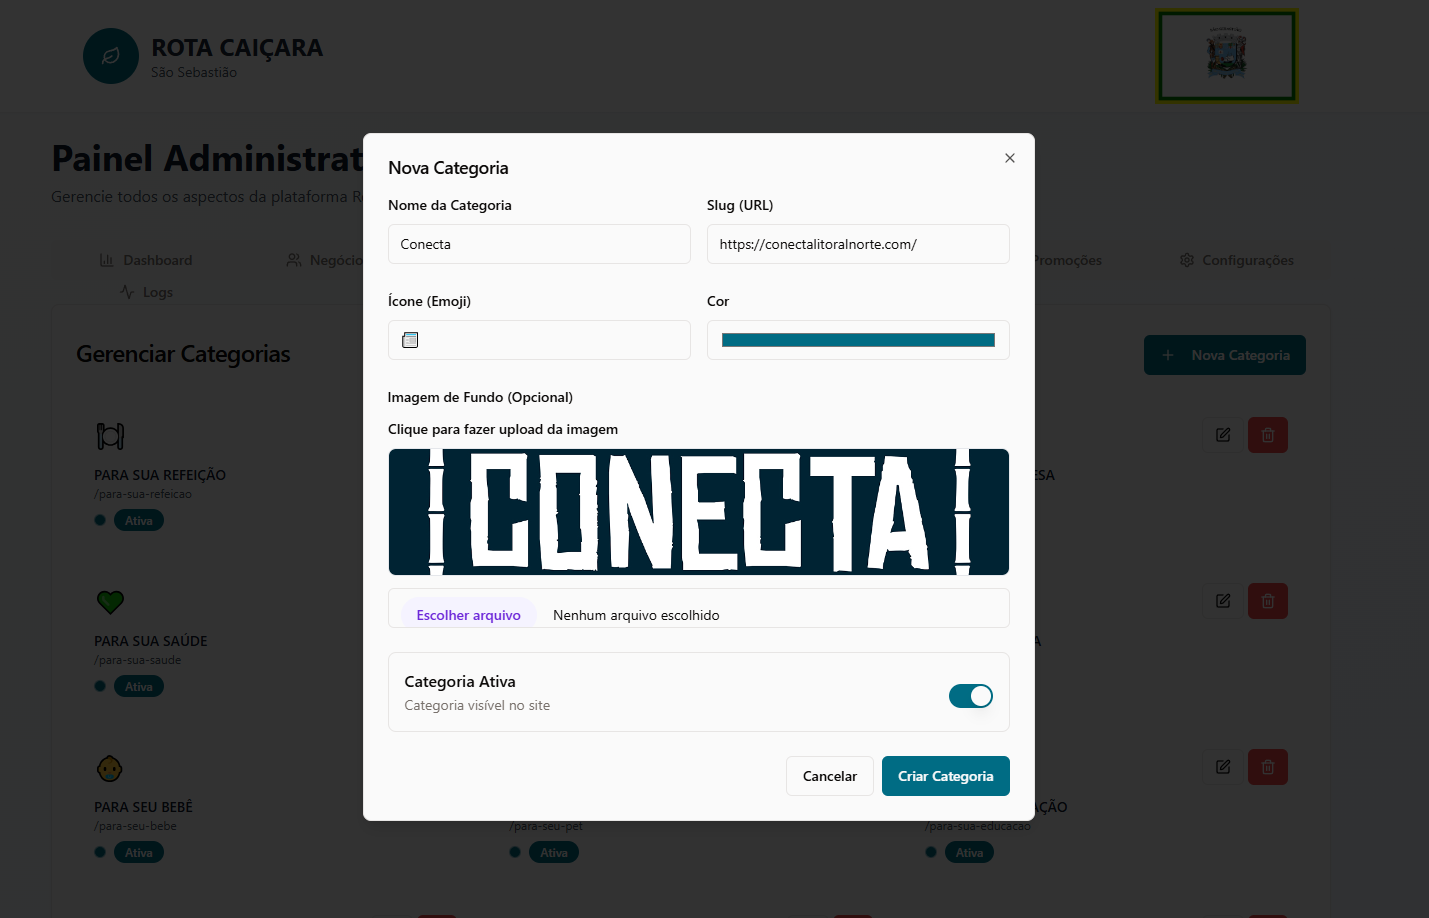 ROTA CAIÇARA
São Sebastião
Painel Administrat
Gerencie todos os aspectos da plataforma R
Dashboard
Negócio
Promoções
Configurações
Logs
Gerenciar Categorias
Nova Categoria
PARA SUA REFEIÇÃO
/para-sua-refeicao
Ativa
ESA
PARA SUA SAÚDE
/para-sua-saude
Ativa
A
PARA SEU BEBÊ
/para-seu-bebe
Ativa
/para-seu-pet
Ativa
AÇÃO
/para-sua-educacao
Ativa
Nova Categoria
Nome da Categoria
Slug (URL)
Conecta
https://conectalitoralnorte.com/
Ícone (Emoji)
Cor
Imagem de Fundo (Opcional)
Clique para fazer upload da imagem
CONECTA
Escolher arquivo
Nenhum arquivo escolhido
Categoria Ativa
Categoria visível no site
Cancelar
Criar Categoria